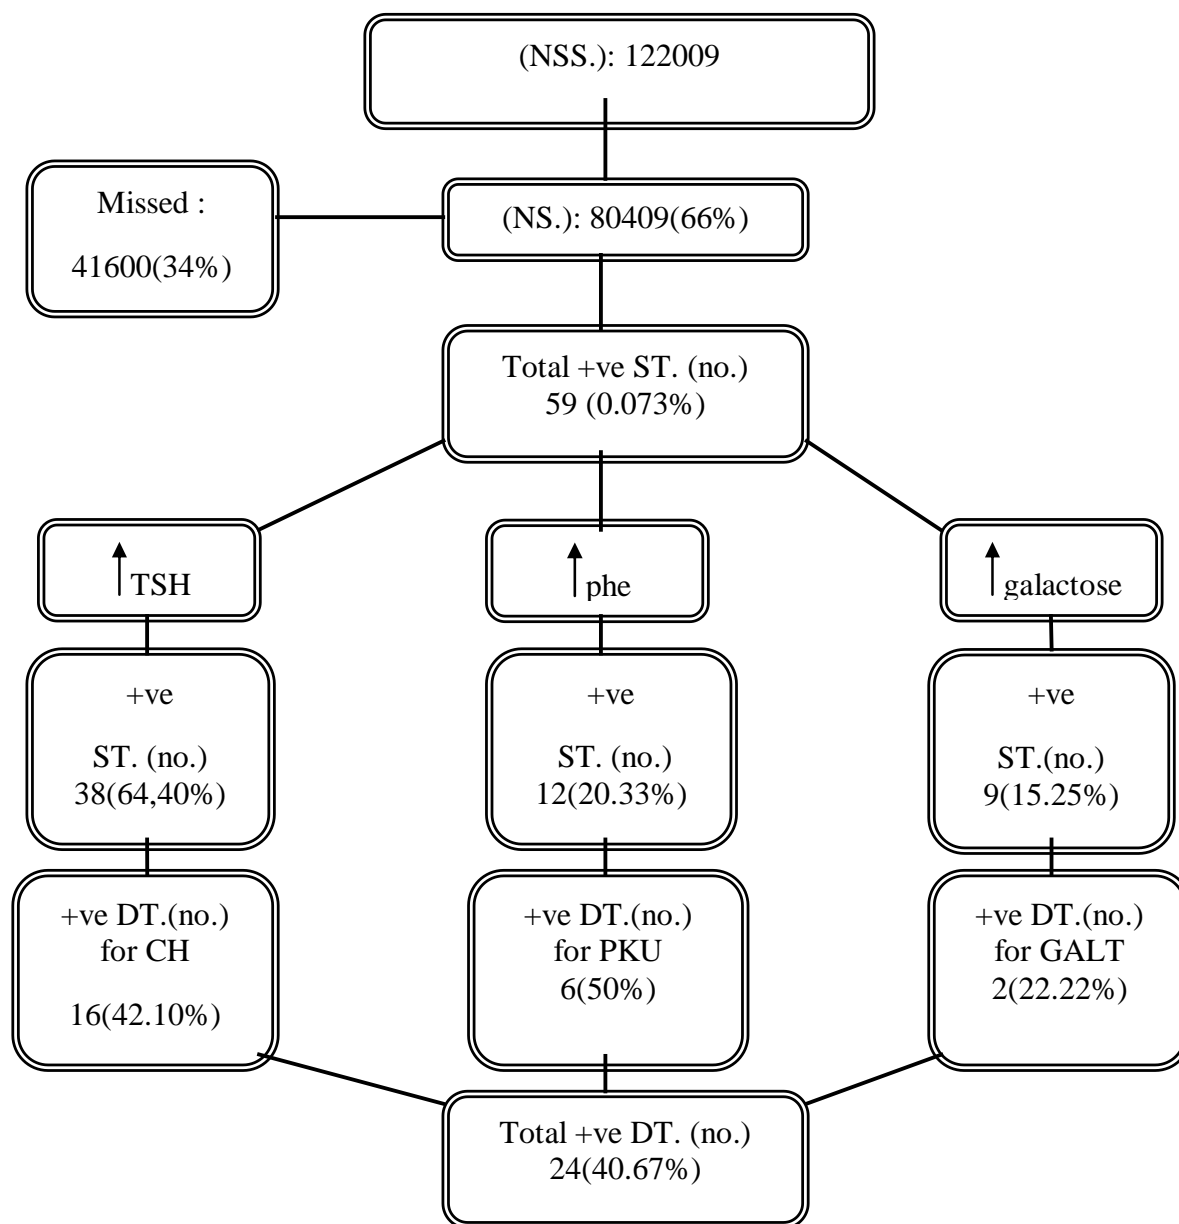 (NSS.): 122009
Missed :
41600(34%)
(NS.): 80409(66%)
Total +ve ST. (no.)
59 (0.073%)
TSH
phe
galactose
+ve
ST. (no.)
38(64,40%)
+ve
ST. (no.)
12(20.33%)
+ve
ST.(no.)
9(15.25%)
+ve DT.(no.)
for CH
16(42.10%)
+ve DT.(no.)
for PKU
6(50%)
+ve DT.(no.)
for GALT
2(22.22%)
Total +ve DT. (no.)
24(40.67%)